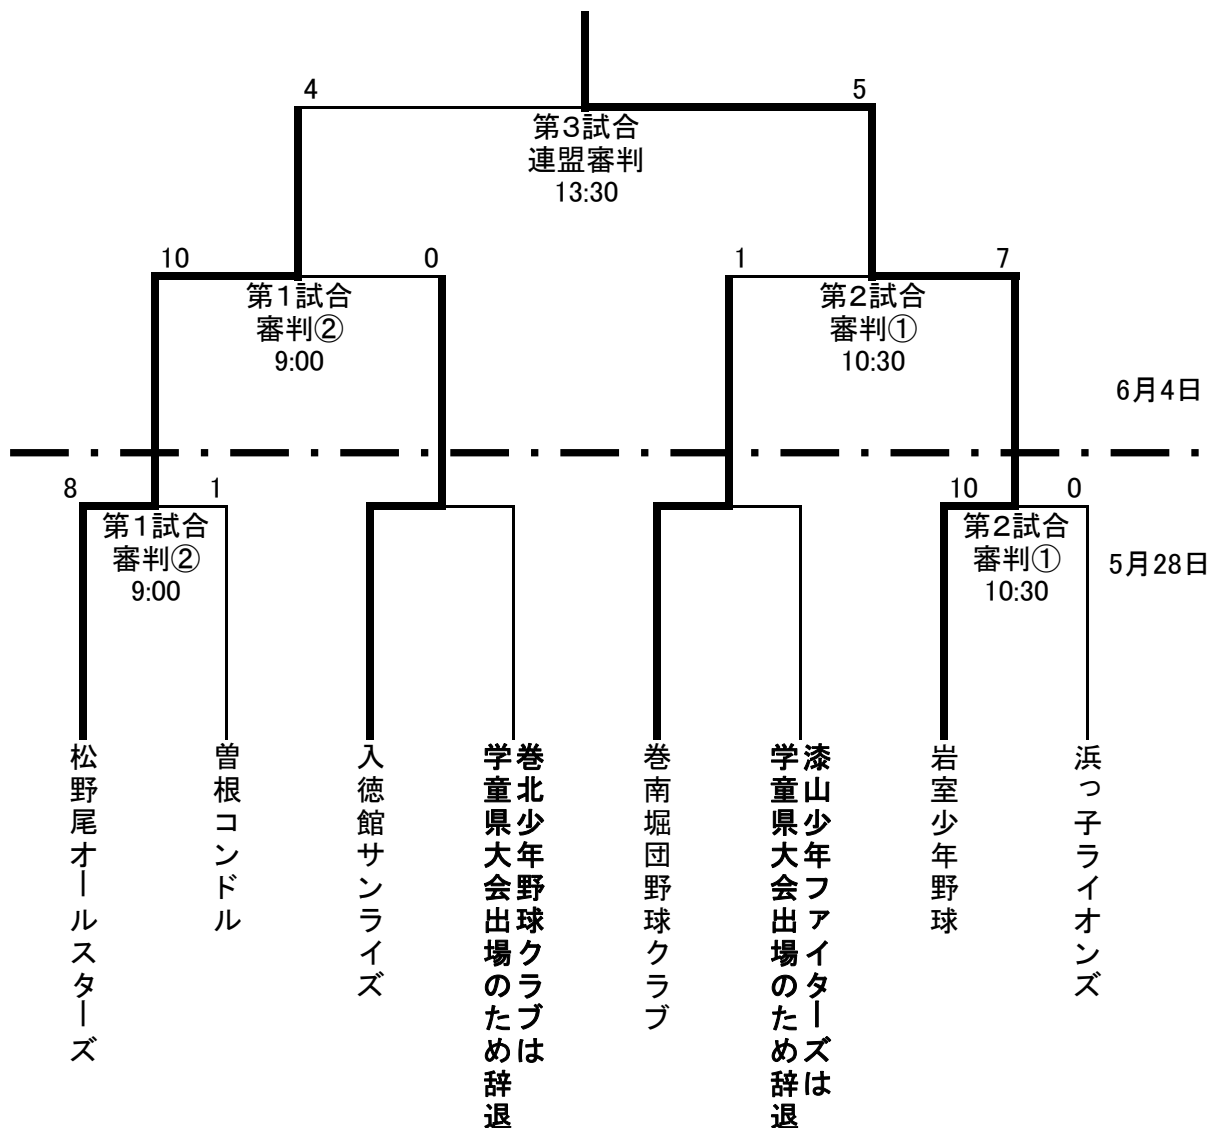 4
5
第3試合
連盟審判
13:30
10
0
1
7
第1試合
審判②
9:00
第2試合
審判①
10:30
6月4日
8
1
10
0
第1試合
審判②
9:00
第2試合
審判①
10:30
5月28日
松野尾オールスターズ
曽根コンドル
入徳館サンライズ
巻北少年野球クラブは
学童県大会出場のため辞退
巻南堀団野球クラブ
漆山少年ファイターズは
学童県大会出場のため辞退
岩室少年野球
浜っ子ライオンズ